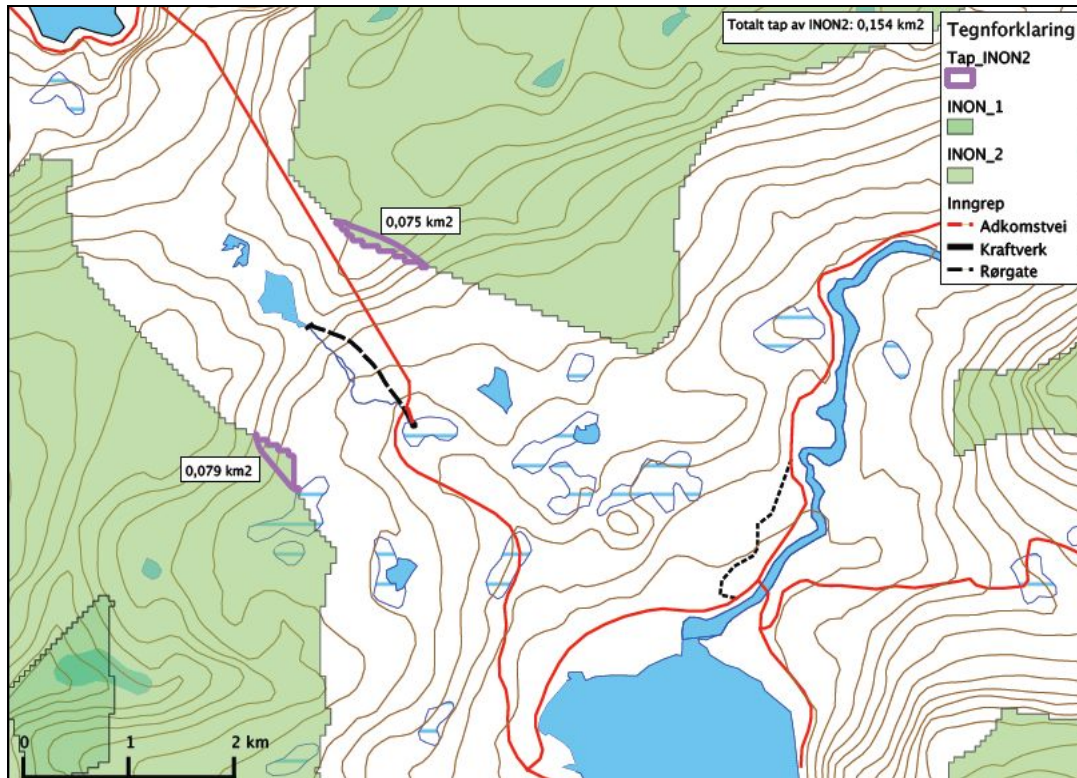 Totalt tap av INON2: 0,154 km2
Tegnforklaring
Tap_INON2
INON_1
INON_2
Inngrep
Adkomstvei
Kraftverk
Rørgate
0,075 km2
0,079 km2
0 1 2 km